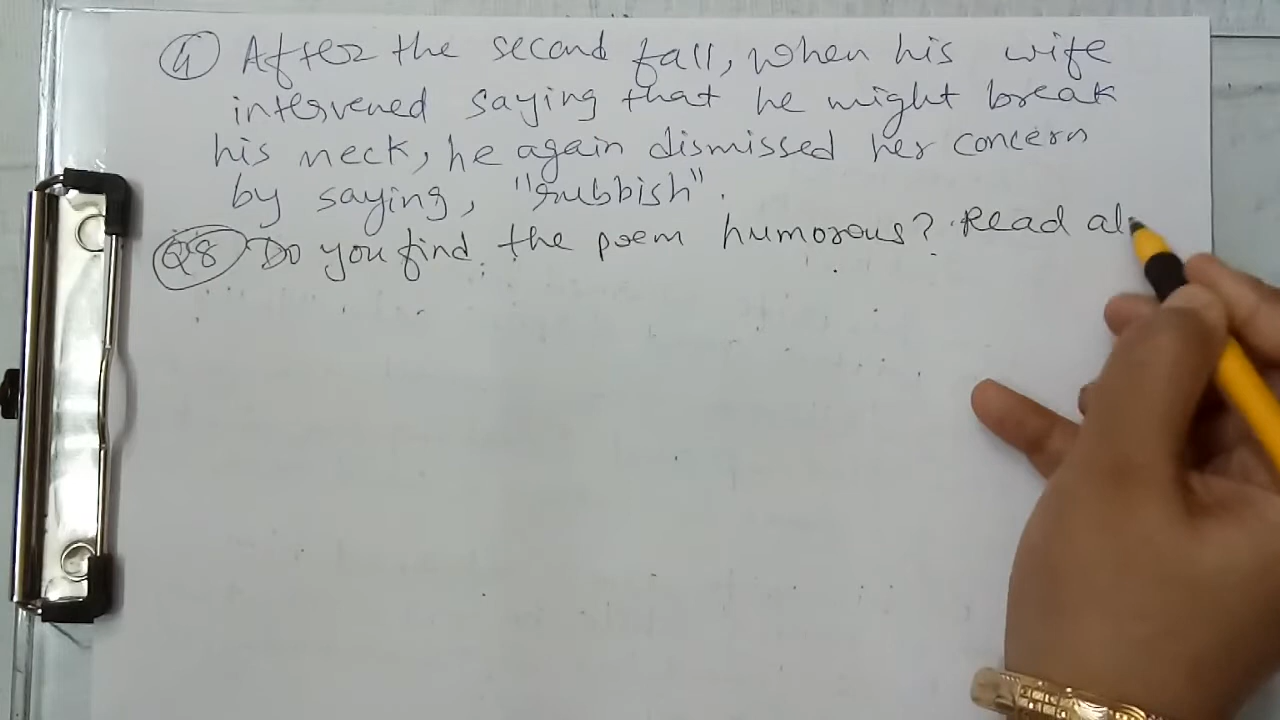 4 After the second fall, when his wife
intervened saying that he might break
his neck, he again dismissed her concern
by saying, "rubbish".
Q8 Do you find the poem humorous? Read al